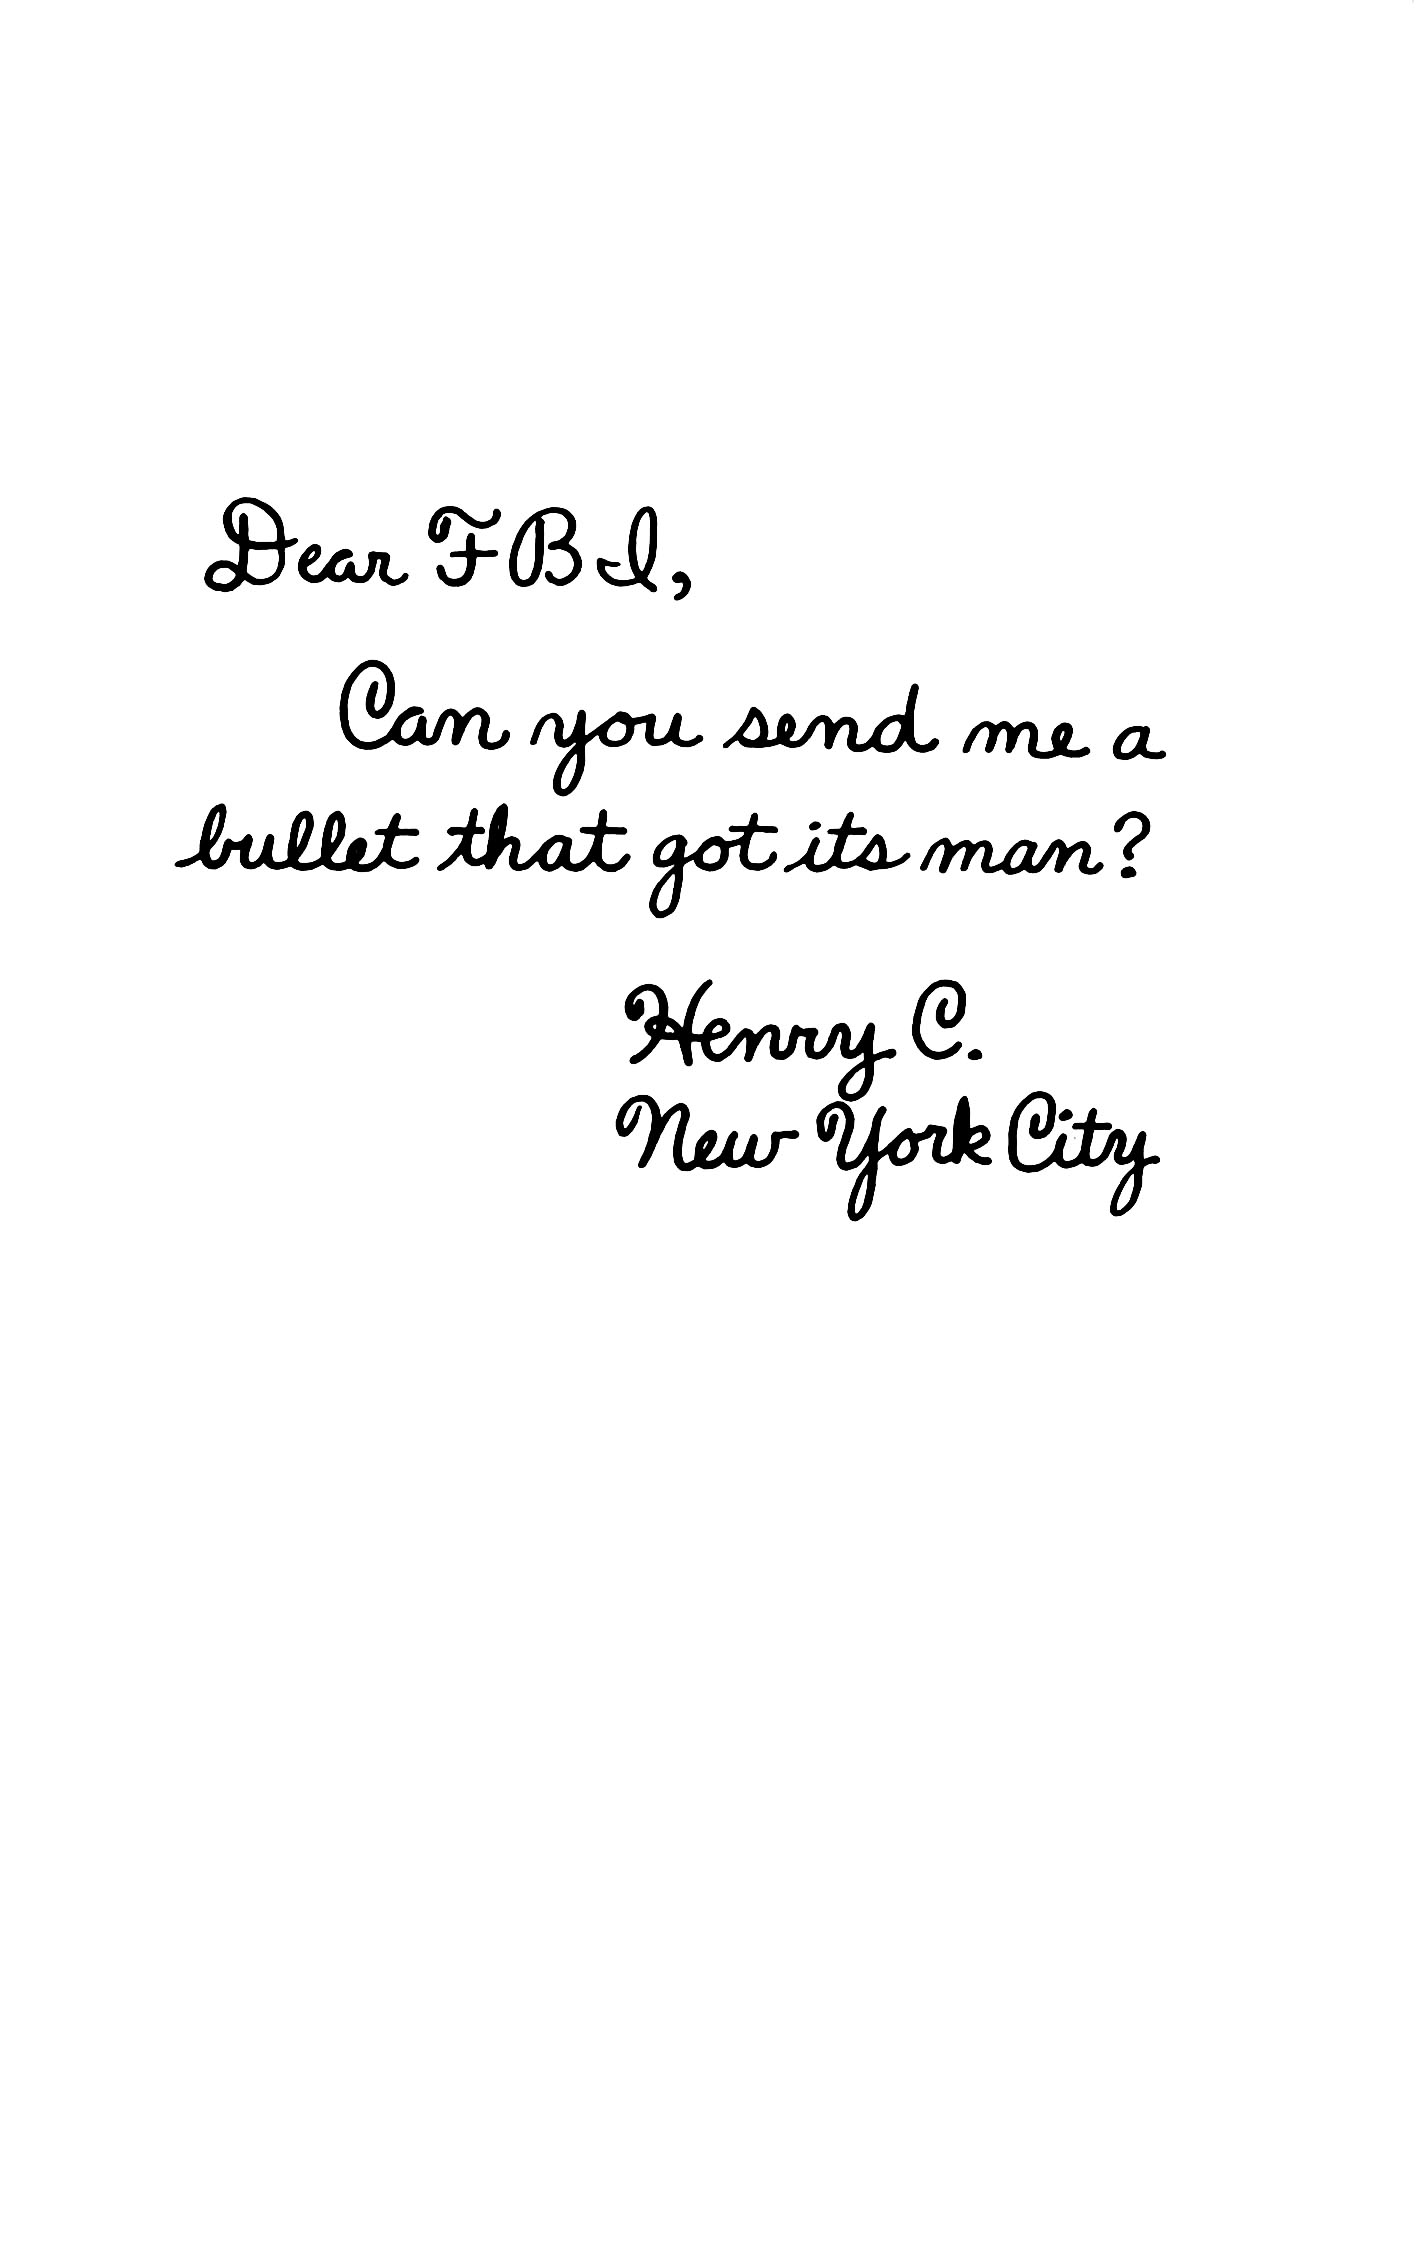 Dear FBI,
Can you send me a
bullet that got its man?
Henry C.
New York City